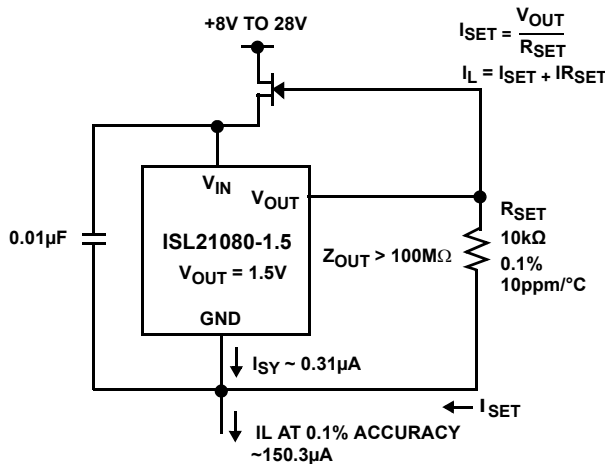 +8V TO 28V
I_SET = V_OUT / R_SET
I_L = I_SET + IR_SET
V_IN
V_OUT
0.01µF
ISL21080-1.5
V_OUT = 1.5V
GND
Z_OUT > 100MΩ
R_SET
10kΩ
0.1%
10ppm/°C
I_SY ~ 0.31µA
I_SET
IL AT 0.1% ACCURACY
~150.3µA